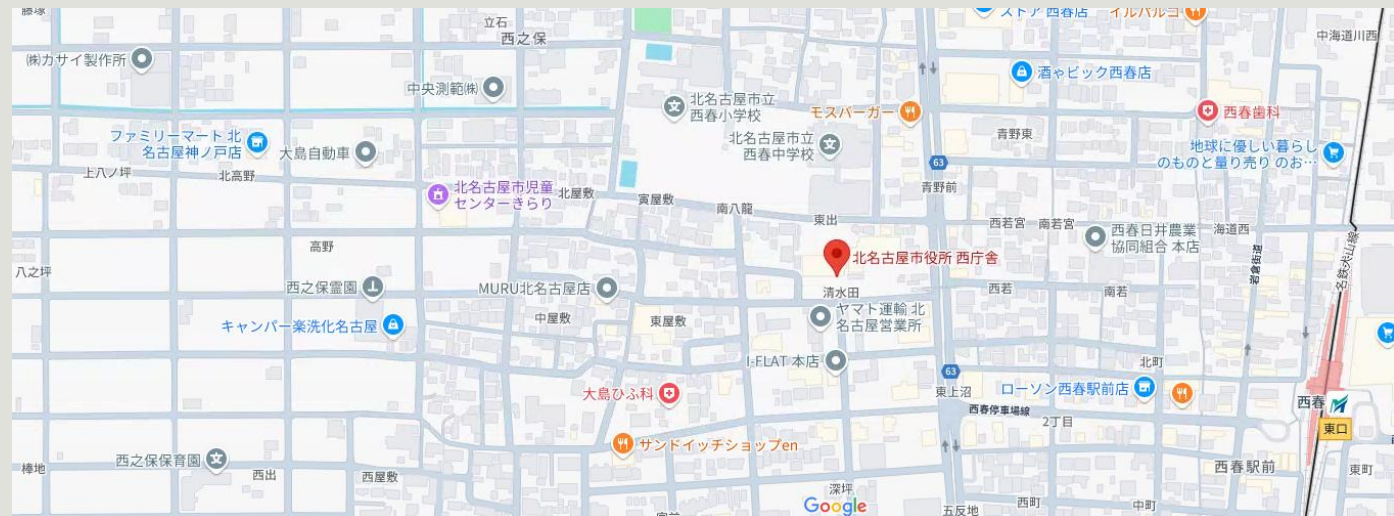 藤塚
立石
西之保
ストア 西春店
イルパルコ
中海道川西
㈱カサイ製作所
中央測範㈱
北名古屋市立
西春小学校
モスバーガー
酒ゃビック西春店
西春歯科
北名古屋市立
西春中学校
青野東
ファミリーマート 北
名古屋神ノ戸店
大島自動車
地球に優しい暮らし
のものと量り売り のお…
63
上八ノ坪
北高野
北名古屋市児童
センターきらり
北屋敷
寅屋敷
南八龍
東出
青野前
西若宮
南若宮
西春日井農業
協同組合 本店
海道西
高野
岩倉街道
名鉄犬山線
八之坪
北名古屋市役所 西庁舎
西之保霊園
MURU北名古屋店
清水田
西若
南若
中屋敷
東屋敷
ヤマト運輸 北
名古屋営業所
キャンパー楽洗化名古屋
I-FLAT 本店
北町
63
大島ひふ科
東上沼
ローソン西春駅前店
西春
西春停車場線
2丁目
東口
サンドイッチショップen
西之保保育園
棒地
西出
西屋敷
西春駅前
東町
深坪
Google
西町
中町
五反地